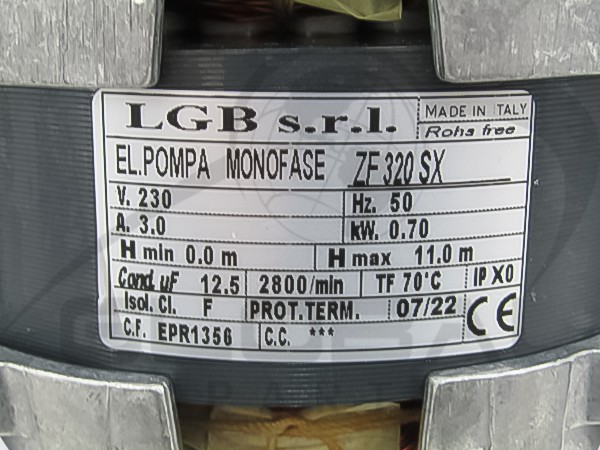 LGB s.r.l.
MADE IN ITALY
Rohs free
EL.POMPA MONOFASE ZF 320 SX
V. 230 Hz. 50
A. 3.0 kW. 0.70
H min 0.0 m H max 11.0 m
Cond. uF 12.5 2800/min TF 70°C IP X0
Isol. Cl. F PROT.TERM. 07/22 CE
C.F. EPR1356 C.C. ***